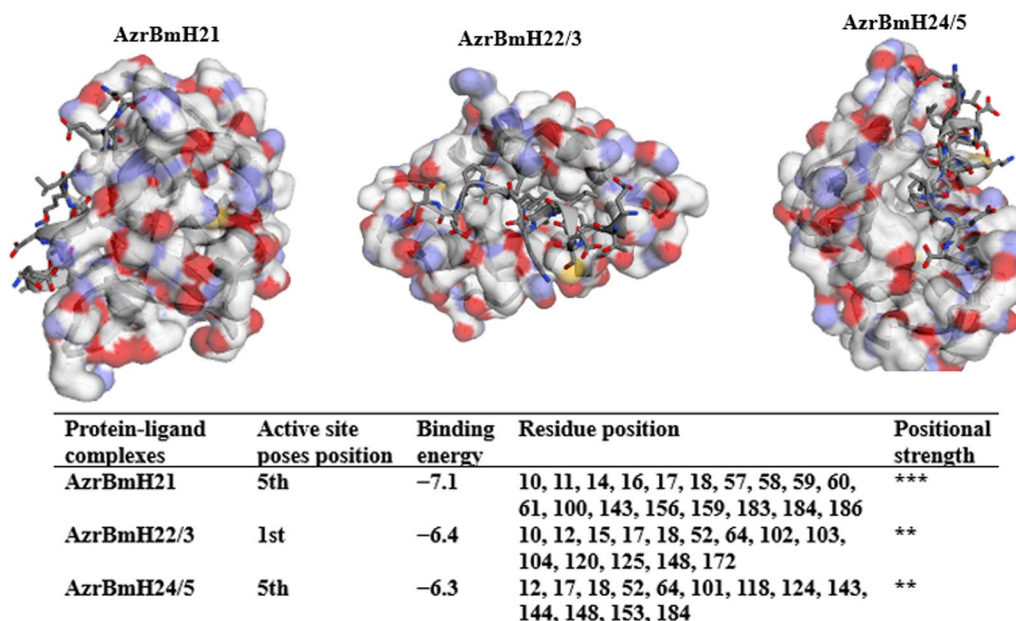 AzrBmH21
AzrBmH22/3
AzrBmH24/5
Protein-ligand complexes Active site poses position Binding energy Residue position Positional strength
AzrBmH21 5th −7.1 10, 11, 14, 16, 17, 18, 57, 58, 59, 60, ***
61, 100, 143, 156, 159, 183, 184, 186
AzrBmH22/3 1st −6.4 10, 12, 15, 17, 18, 52, 64, 102, 103, **
104, 120, 125, 148, 172
AzrBmH24/5 5th −6.3 12, 17, 18, 52, 64, 101, 118, 124, 143, **
144, 148, 153, 184